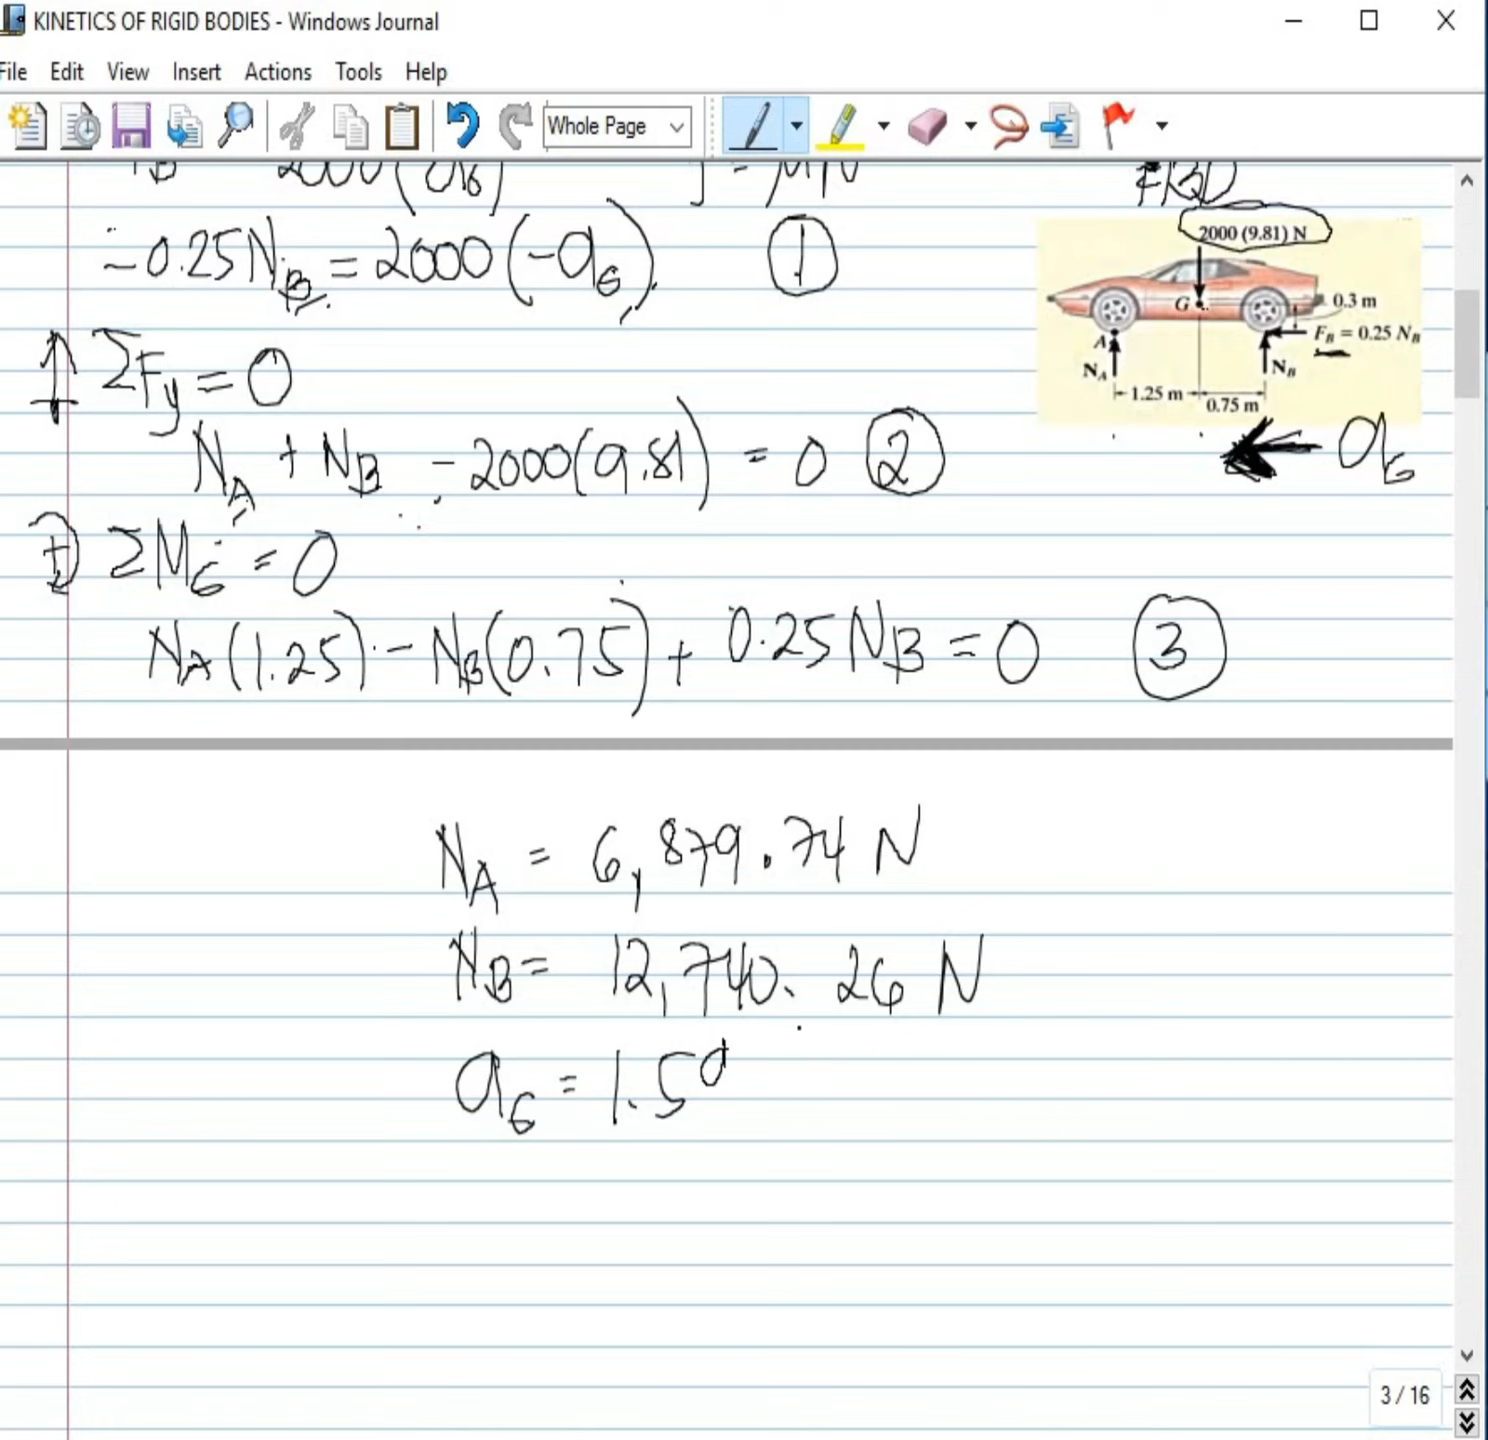 KINETICS OF RIGID BODIES - Windows Journal
File Edit View Insert Actions Tools Help
Whole Page
FBD
-0.25N_B = 2000(-a_G) 1
2000 (9.81) N
G
0.3 m
A
F_B = 0.25 N_B
N_A
N_B
1.25 m
0.75 m
a_G
+ ΣFy = 0
N_A + N_B - 2000(9.81) = 0 2
+ ΣM_G = 0
N_A(1.25) - N_B(0.75) + 0.25N_B = 0 3
N_A = 6,879.74 N
N_B = 12,740.26 N
a_G = 1.5
3 / 16